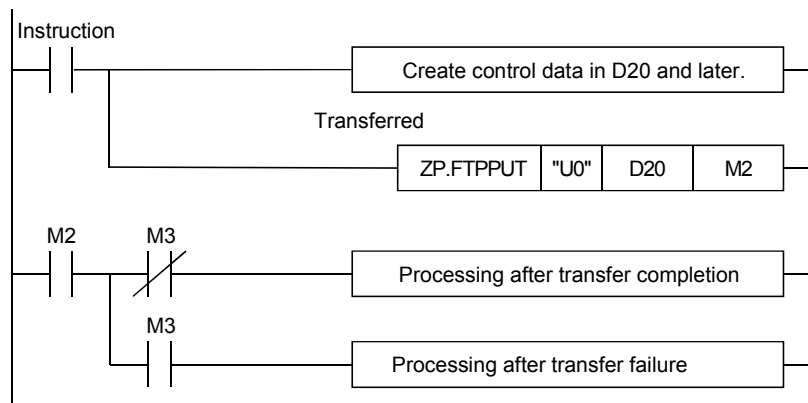 Instruction
Create control data in D20 and later.
Transferred
ZP.FTPPUT "U0" D20 M2
M2 M3
Processing after transfer completion
M3
Processing after transfer failure